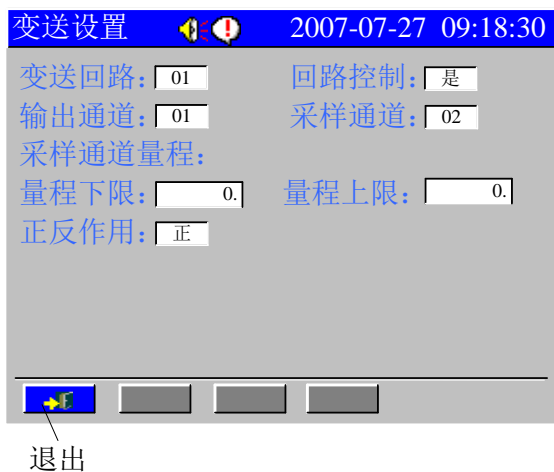 变送设置 2007-07-27 09:18:30
变送回路：01 回路控制：是
输出通道：01 采样通道：02
采样通道量程：
量程下限：0. 量程上限：0.
正反作用：正
退出